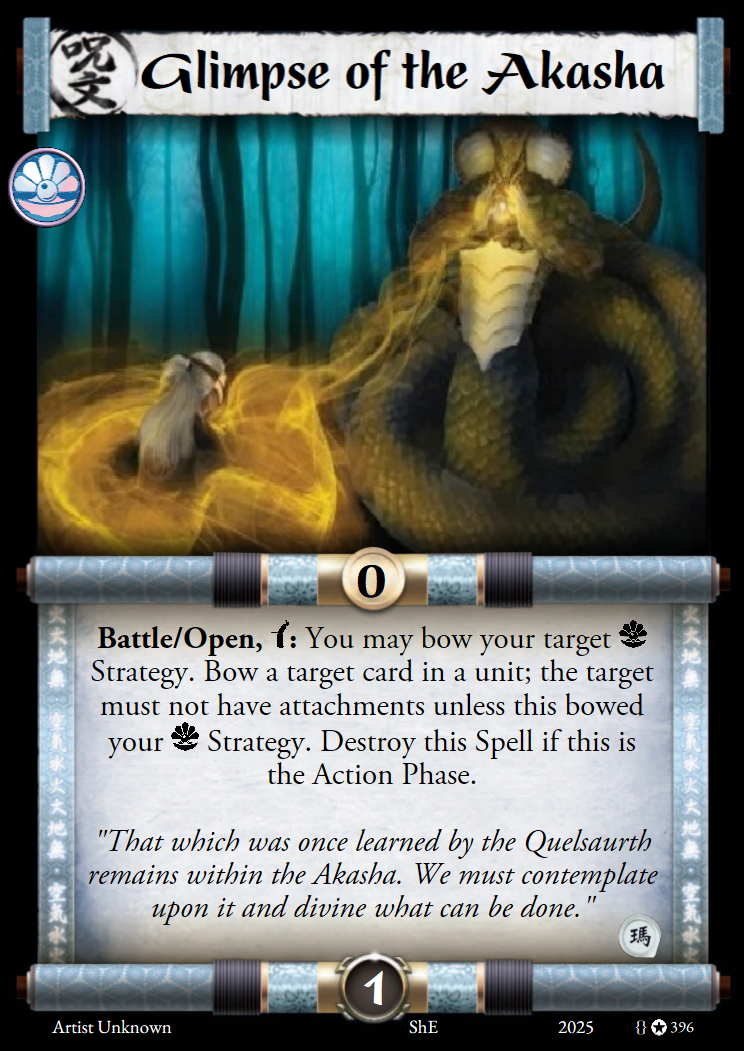 呪文
Glimpse of the Akasha
0
Battle/Open, : You may bow your target
Strategy. Bow a target card in a unit; the target
must not have attachments unless this bowed
your Strategy. Destroy this Spell if this is
the Action Phase.
"That which was once learned by the Quelsaurth
remains within the Akasha. We must contemplate
upon it and divine what can be done."
瑪
1
Artist Unknown ShE 2025 {} 396